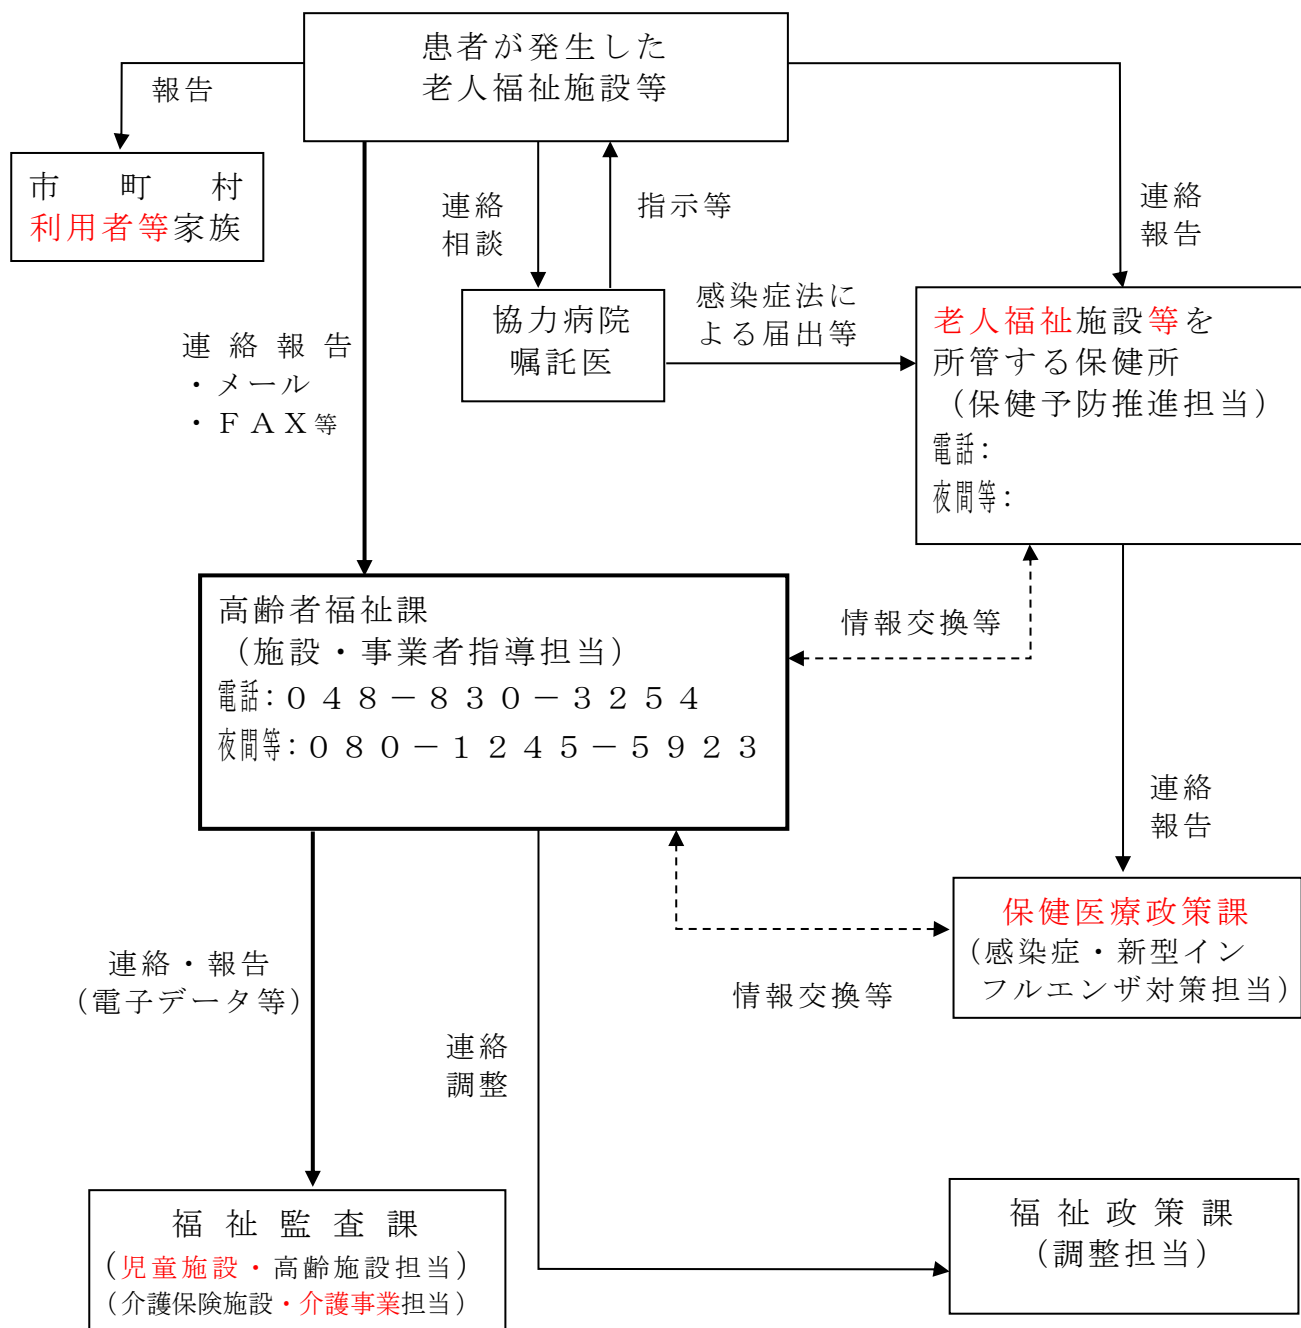 患者が発生した
老人福祉施設等
報告
市町村
利用者等家族
連絡
相談
指示等
連絡
報告
感染症法に
よる届出等
協力病院
嘱託医
老人福祉施設等を
所管する保健所
（保健予防推進担当）
電話：
夜間等：
連絡報告
・メール
・ＦＡＸ等
高齢者福祉課
（施設・事業者指導担当）
電話：０４８－８３０－３２５４
夜間等：０８０－１２４５－５９２３
情報交換等
連絡
報告
保健医療政策課
（感染症・新型イン
フルエンザ対策担当）
情報交換等
連絡・報告
（電子データ等）
連絡
調整
福祉監査課
（児童施設・高齢施設担当）
（介護保険施設・介護事業担当）
福祉政策課
（調整担当）